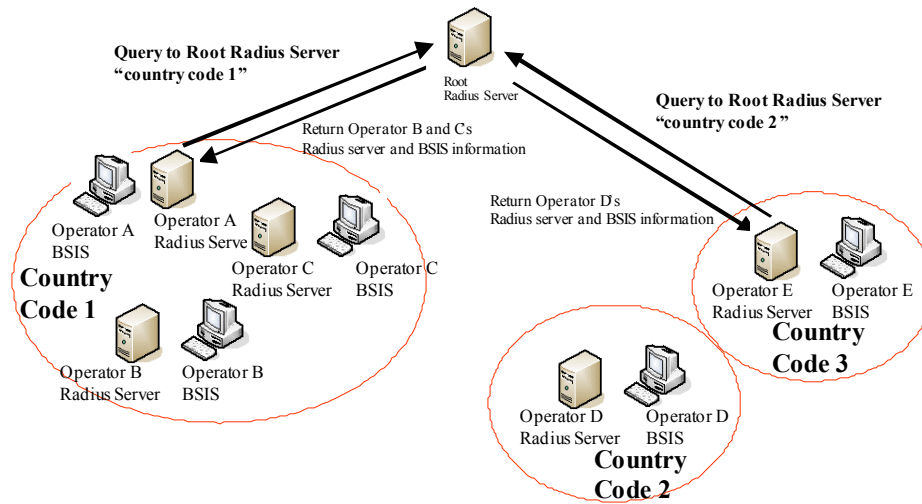 Query to Root Radius Server
“country code 1”
Root
Radius Server
Query to Root Radius Server
“country code 2”
Return Operator B and Cs
Radius server and BSIS information
Return Operator D's
Radius server and BSIS information
Operator A
BSIS
Operator A
Radius Serve
Operator C
Radius Server
Operator C
BSIS
Country
Code 1
Operator B
Radius Server
Operator B
BSIS
Operator E
Radius Server
Operator E
BSIS
Country
Code 3
Operator D
Radius Server
Operator D
BSIS
Country
Code 2